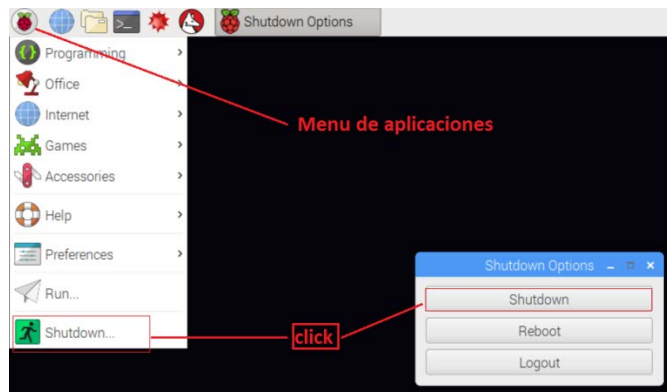 Shutdown Options
Programming
Office
Internet
Menu de aplicaciones
Games
Accessories
Help
Preferences
Run...
Shutdown...
click
Shutdown Options
Shutdown
Reboot
Logout